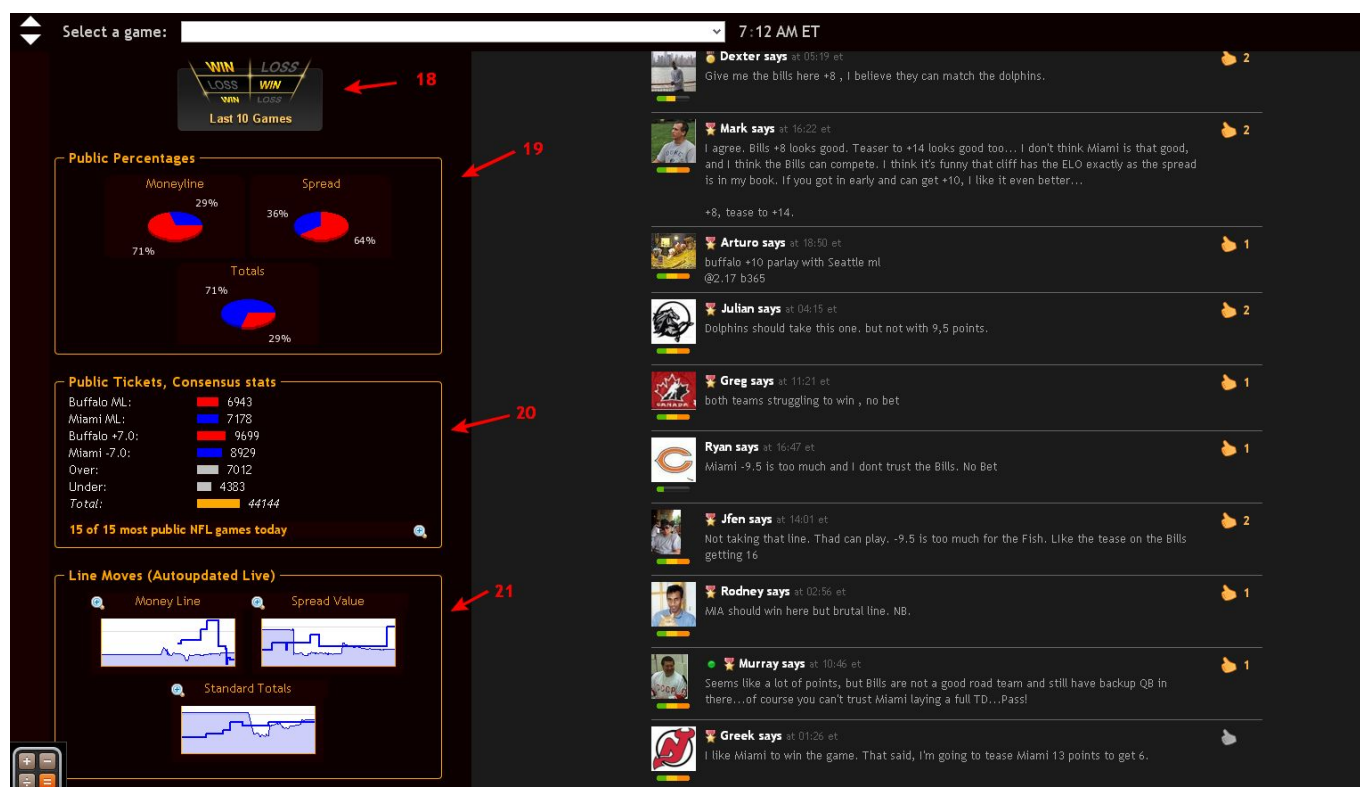 Select a game:
7:12 AM ET
WIN LOSS
LOSS WIN
WIN LOSS
Last 10 Games
18
Public Percentages
19
Moneyline
29%
71%
Spread
36%
64%
Totals
71%
29%
Public Tickets, Consensus stats
20
Buffalo ML: 6943
Miami ML: 7178
Buffalo +7.0: 9699
Miami -7.0: 8929
Over: 7012
Under: 4383
Total: 44144
15 of 15 most public NFL games today
Line Moves (Autoupdated Live)
21
Money Line
Spread Value
Standard Totals
Dexter says at 05:19 et
2
Give me the bills here +8 , I believe they can match the dolphins.
Mark says at 16:22 et
2
I agree. Bills +8 looks good. Teaser to +14 looks good too... I don't think Miami is that good,
and I think the Bills can compete. I think it's funny that cliff has the ELO exactly as the spread
is in my book. If you got in early and can get +10, I like it even better...
+8, tease to +14.
Arturo says at 18:50 et
1
buffalo +10 parlay with Seattle ml
@2.17 b365
Julian says at 04:15 et
2
Dolphins should take this one. but not with 9,5 points.
Greg says at 11:21 et
1
both teams struggling to win , no bet
Ryan says at 16:47 et
1
Miami -9.5 is too much and I dont trust the Bills. No Bet
Jfen says at 14:01 et
2
Not taking that line. Thad can play. -9.5 is too much for the Fish. LIke the tease on the Bills
getting 16
Rodney says at 02:56 et
1
MIA should win here but brutal line. NB.
Murray says at 10:46 et
1
Seems like a lot of points, but Bills are not a good road team and still have backup QB in
there...of course you can't trust Miami laying a full TD...Pass!
Greek says at 01:26 et
I like Miami to win the game. That said, I'm going to tease Miami 13 points to get 6.